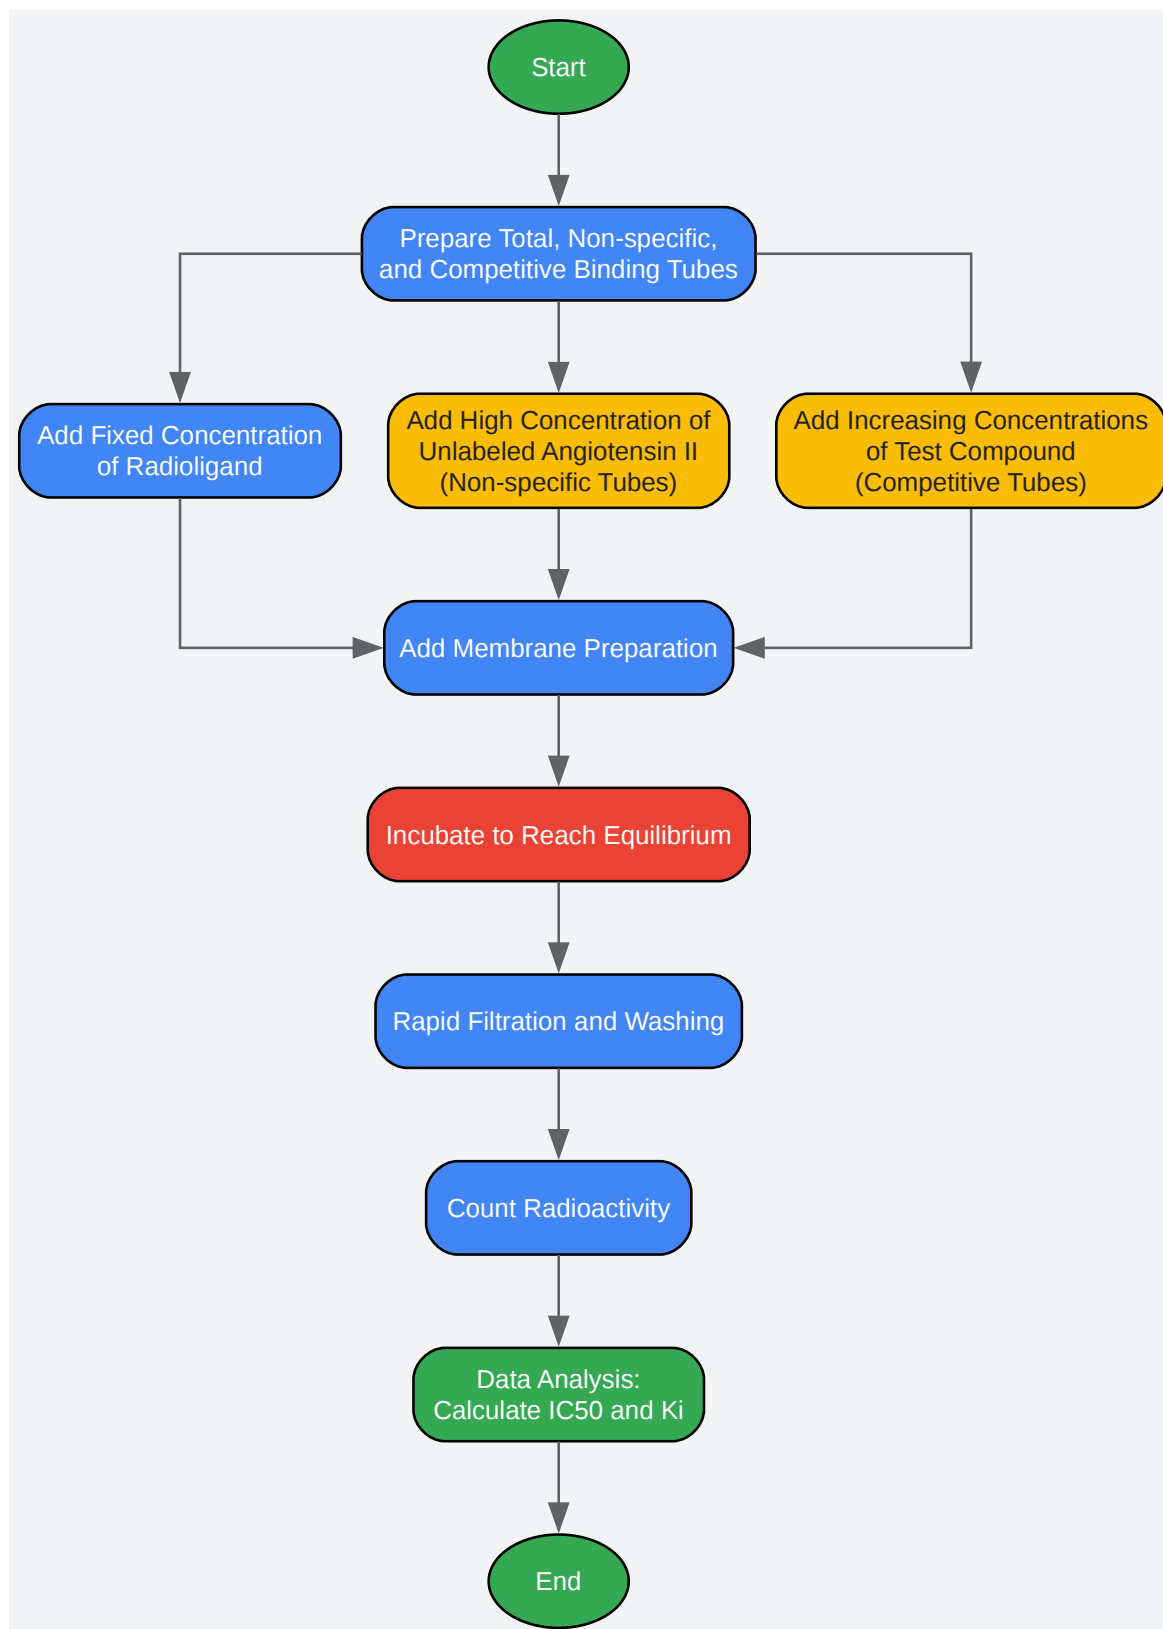 Start
Prepare Total, Non-specific,
and Competitive Binding Tubes
Add Fixed Concentration
of Radioligand
Add High Concentration of
Unlabeled Angiotensin II
(Non-specific Tubes)
Add Increasing Concentrations
of Test Compound
(Competitive Tubes)
Add Membrane Preparation
Incubate to Reach Equilibrium
Rapid Filtration and Washing
Count Radioactivity
Data Analysis:
Calculate IC50 and Ki
End